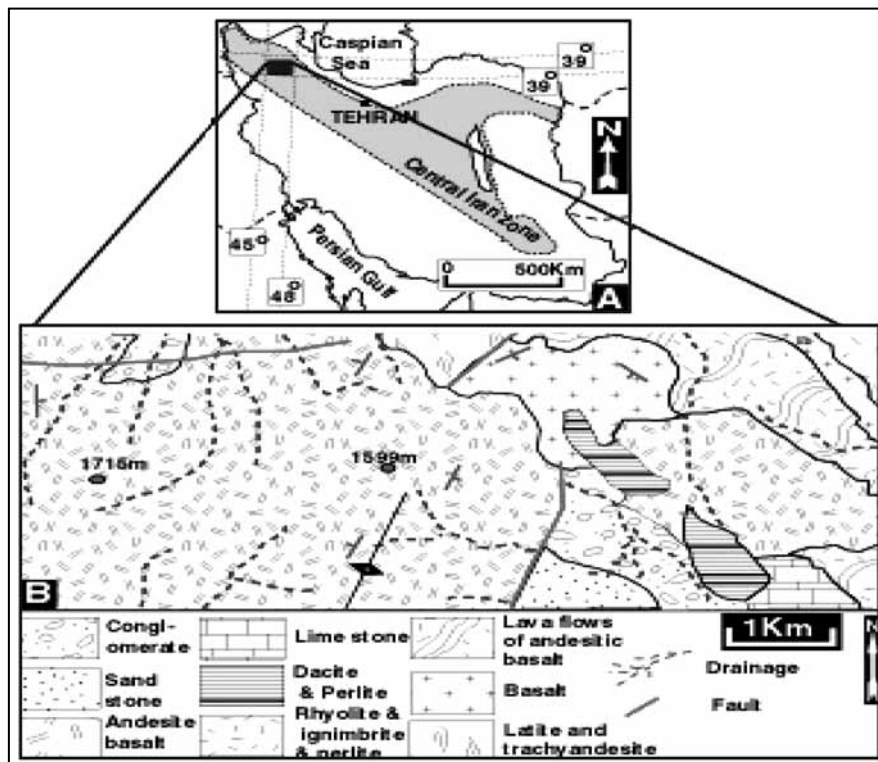 Caspian
Sea
39°
39°
TEHRAN
N
Central Iran zone
45°
Persian Gulf
0 500Km
48°
A
1715m
1599m
B
Congl-
omerate
Lime stone
Lava flows
of andesitic
basalt
1Km
N
Sand
stone
Dacite
& Perlite
Basalt
Drainage
Andesite
basalt
Rhyolite &
ignimbrite
& perlite
Latite and
trachyandesite
Fault